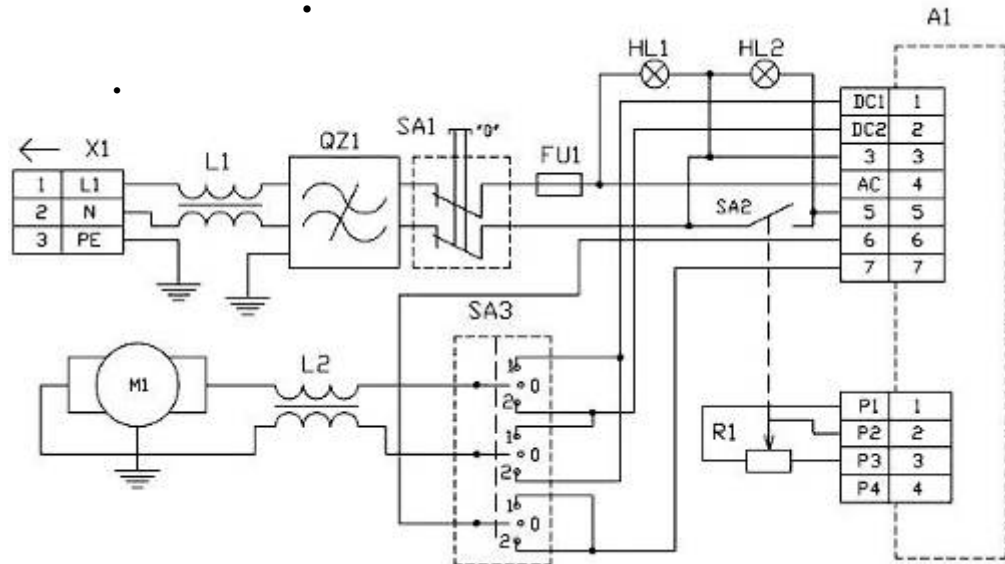 A1
HL1 HL2
SA1 "0"
DC1 1
DC2 2
3 3
AC 4
5 5
6 6
7 7
X1
1 L1
2 N
3 PE
L1
QZ1
FU1
SA2
SA3
M1
L2
1
0
2
1
0
2
1
0
2
R1
P1 1
P2 2
P3 3
P4 4